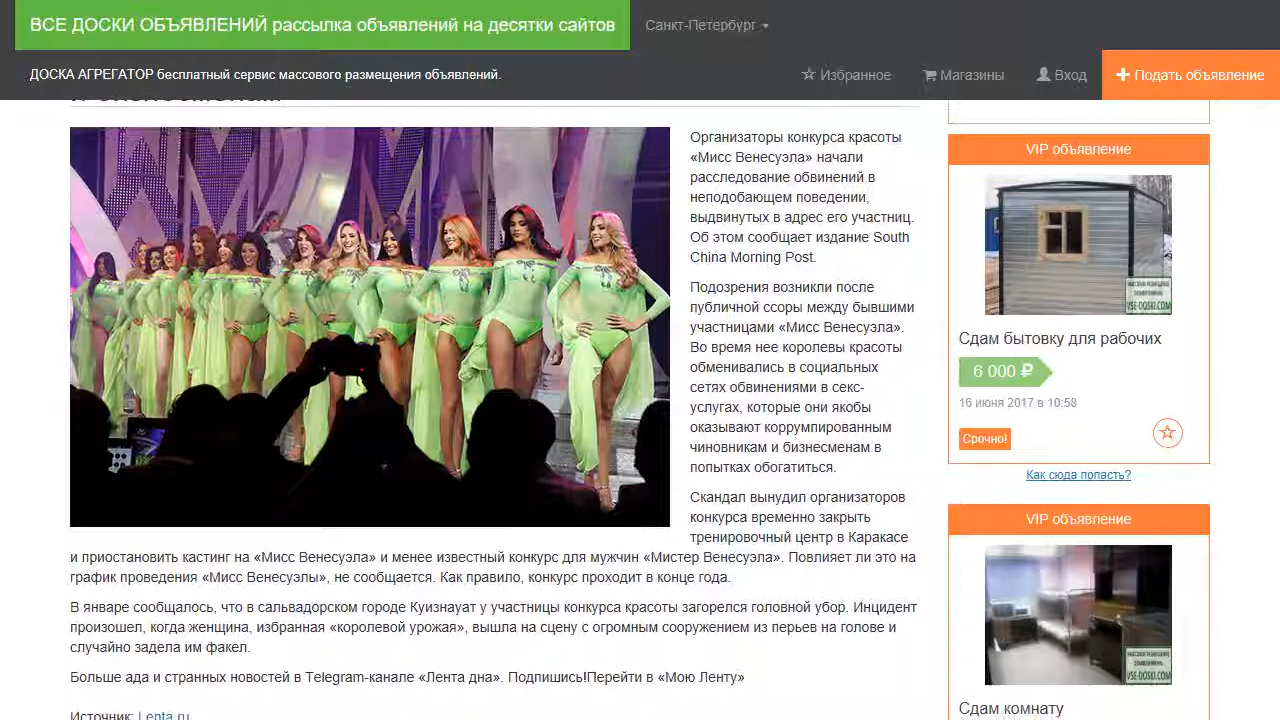 ВСЕ ДОСКИ ОБЪЯВЛЕНИЙ рассылка объявлений на десятки сайтов
Санкт-Петербург
ДОСКА АГРЕГАТОР бесплатный сервис массового размещения объявлений.
Избранное
Магазины
Вход
Подать объявление
Организаторы конкурса красоты
«Мисс Венесуэла» начали
расследование обвинений в
неподобающем поведении,
выдвинутых в адрес его участниц.
Об этом сообщает издание South
China Morning Post.
Подозрения возникли после
публичной ссоры между бывшими
участницами «Мисс Венесуэла».
Во время нее королевы красоты
обменивались в социальных
сетях обвинениями в секс-
услугах, которые они якобы
оказывают коррумпированным
чиновникам и бизнесменам в
попытках обогатиться.
Скандал вынудил организаторов
конкурса временно закрыть
тренировочный центр в Каракасе
и приостановить кастинг на «Мисс Венесуэла» и менее известный конкурс для мужчин «Мистер Венесуэла». Повлияет ли это на
график проведения «Мисс Венесуэлы», не сообщается. Как правило, конкурс проходит в конце года.
В январе сообщалось, что в сальвадорском городе Куизнауат у участницы конкурса красоты загорелся головной убор. Инцидент
произошел, когда женщина, избранная «королевой урожая», вышла на сцену с огромным сооружением из перьев на голове и
случайно задела им факел.
Больше ада и странных новостей в Telegram-канале «Лента дна». Подпишись!Перейти в «Мою Ленту»
Источник: Lenta.ru
VIP объявление
VSE-DOSKI.COM
Сдам бытовку для рабочих
6 000 ₽
16 июня 2017 в 10:58
Срочно!
Как сюда попасть?
VIP объявление
VSE-DOSKI.COM
Сдам комнату